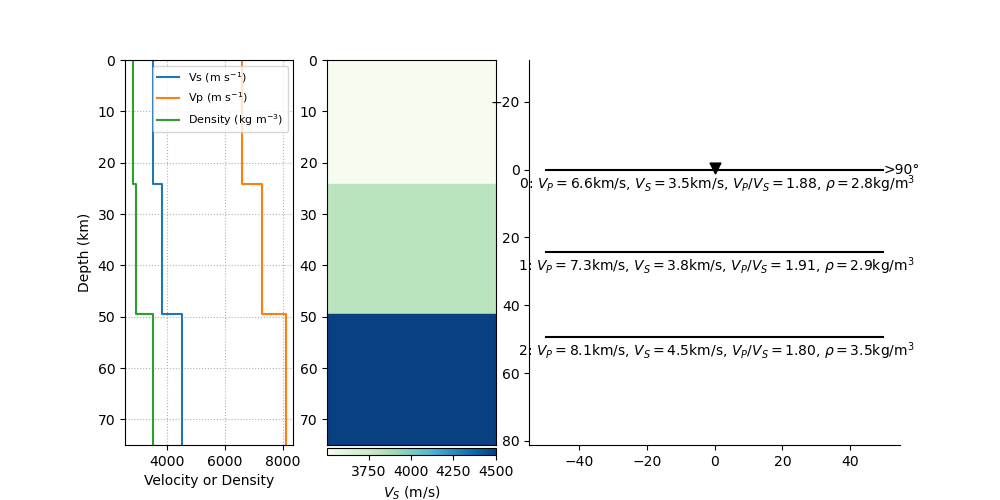 0
10
20
30
40
50
60
70
Depth (km)
Vs (m s⁻¹)
Vp (m s⁻¹)
Density (kg m⁻³)
4000 6000 8000
Velocity or Density
0
10
20
30
40
50
60
70
3750 4000 4250 4500
V_S (m/s)
−20
0
20
40
60
80
>90°
0: V_P = 6.6km/s, V_S = 3.5km/s, V_P/V_S = 1.88, ρ = 2.8kg/m³
1: V_P = 7.3km/s, V_S = 3.8km/s, V_P/V_S = 1.91, ρ = 2.9kg/m³
2: V_P = 8.1km/s, V_S = 4.5km/s, V_P/V_S = 1.80, ρ = 3.5kg/m³
−40 −20 0 20 40